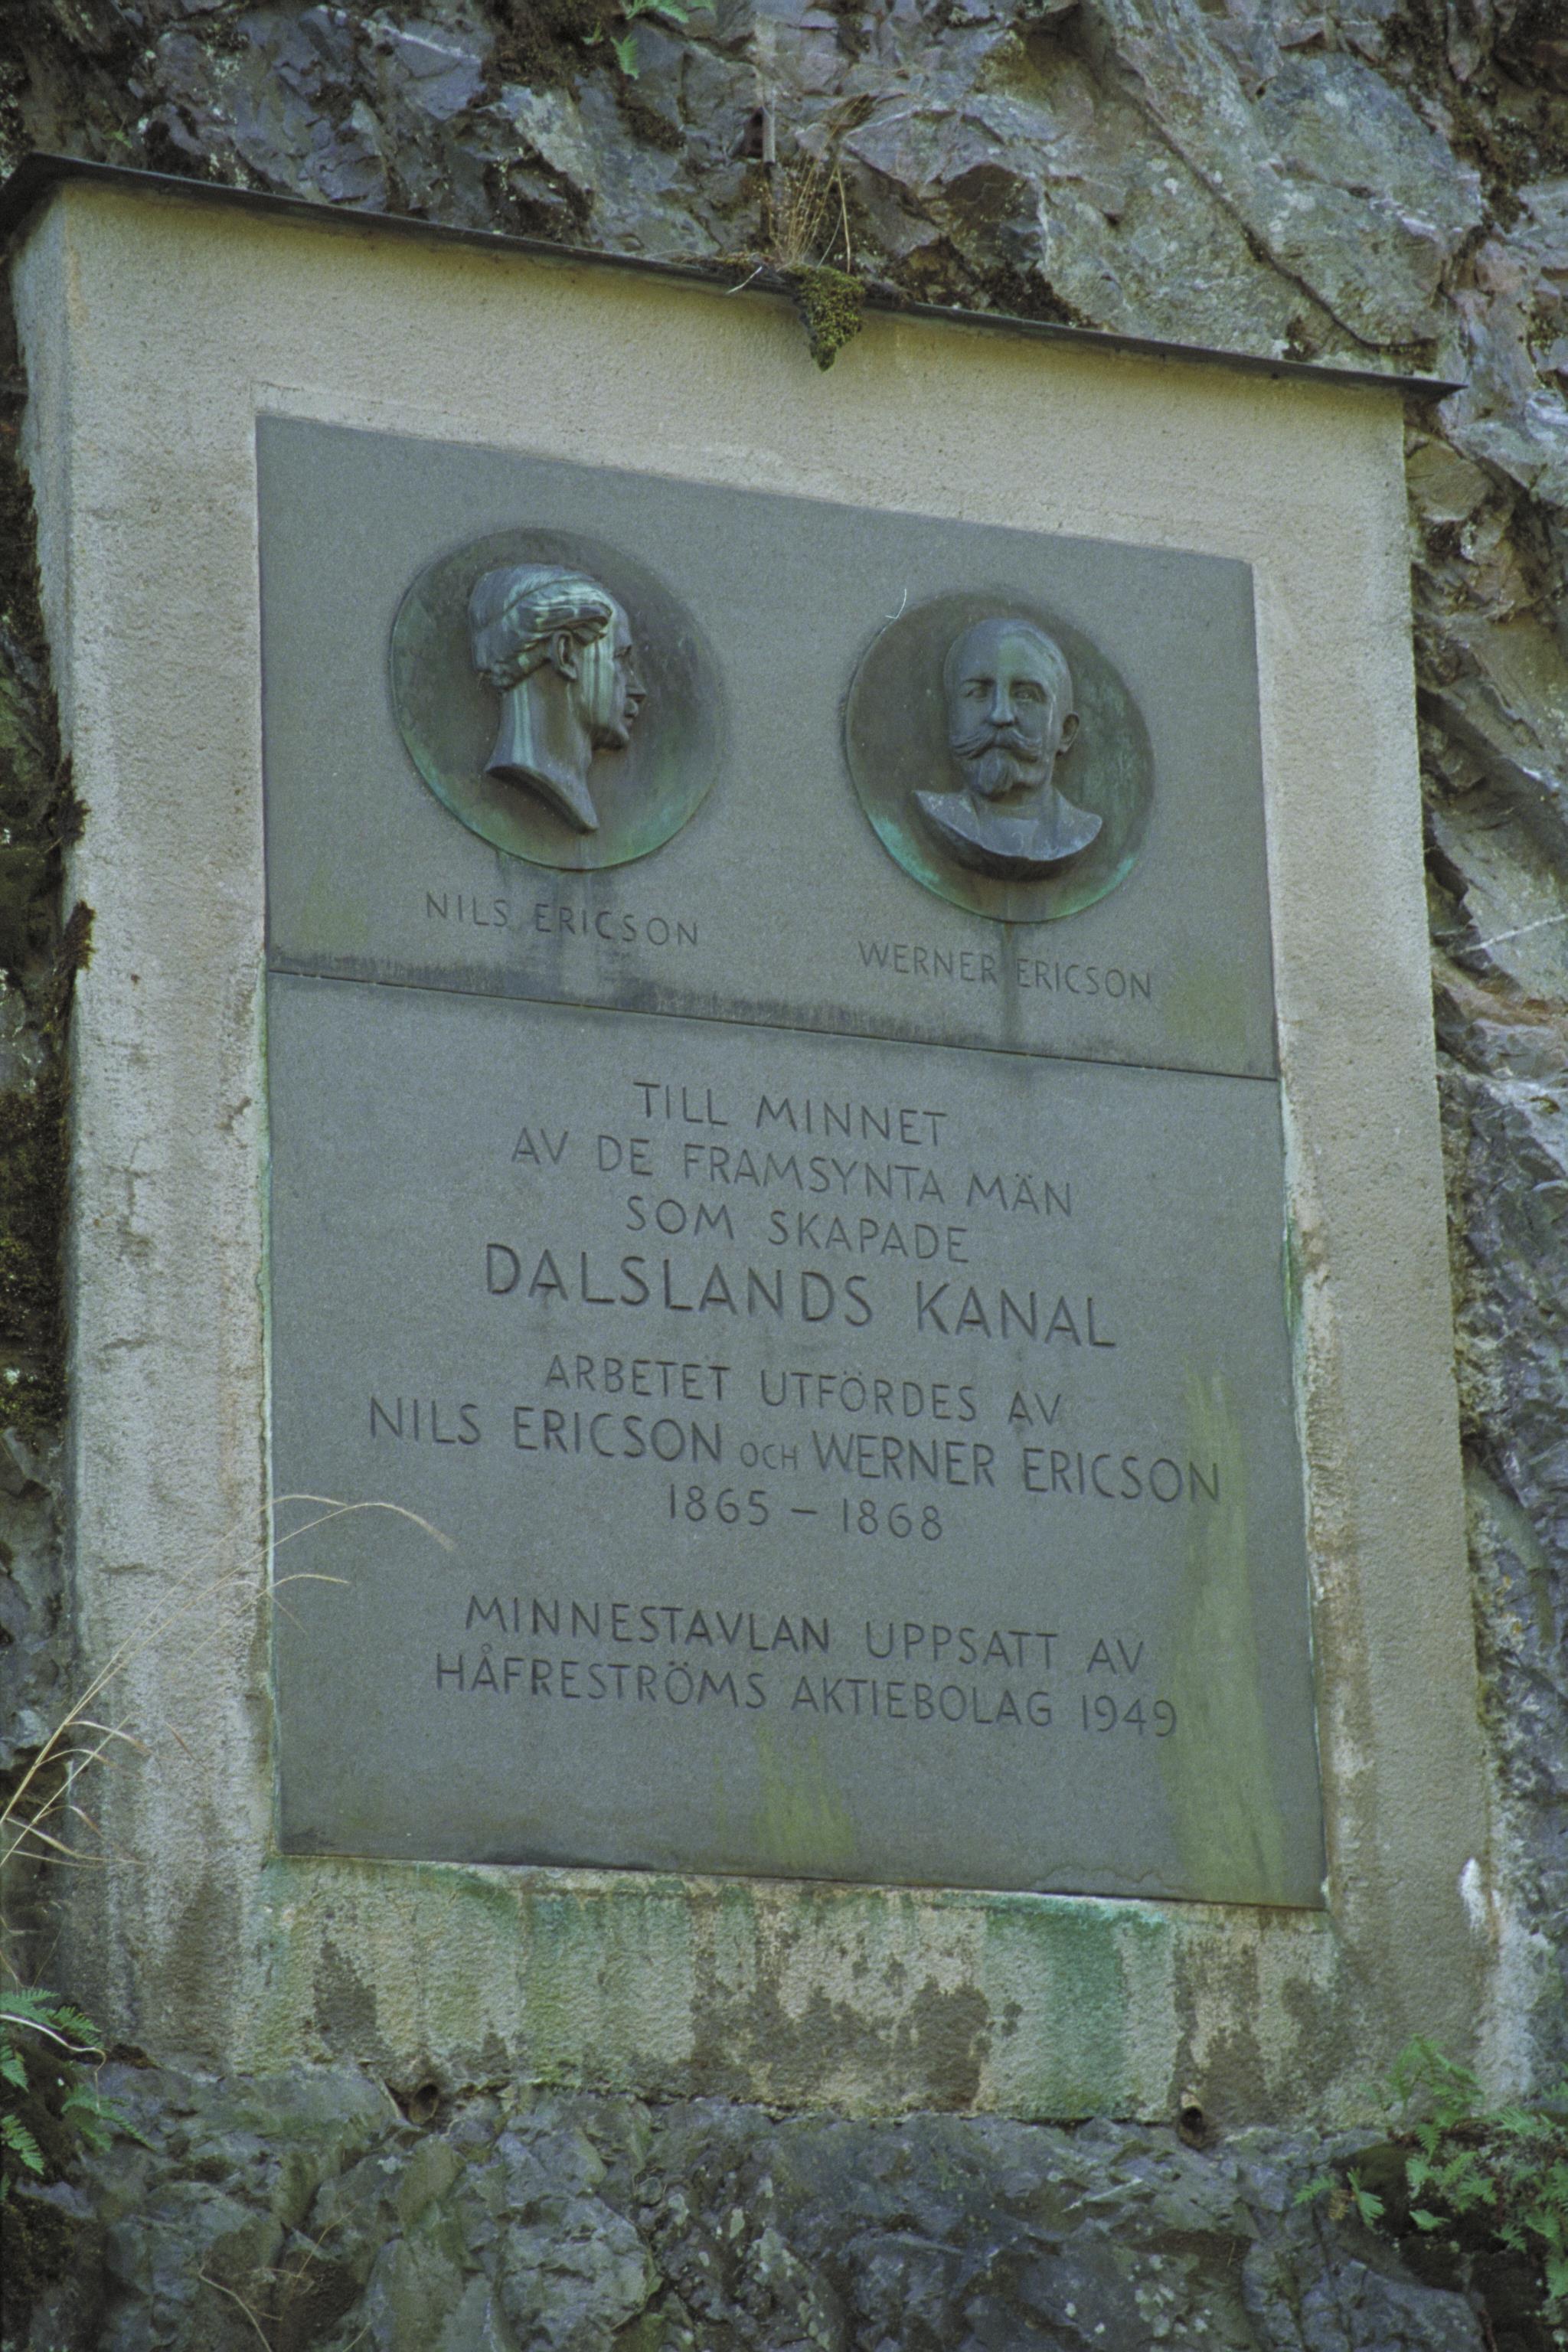 NILS ERICSON
WERNER ERICSON
TILL MINNET
AV DE FRAMSYNTA MÄN
SOM SKAPADE
DALSLANDS KANAL
ARBETET UTFÖRDES AV
NILS ERICSON OCH WERNER ERICSON
1865 – 1868
MINNESTAVLAN UPPSATT AV
HÅFRESTRÖMS AKTIEBOLAG 1949